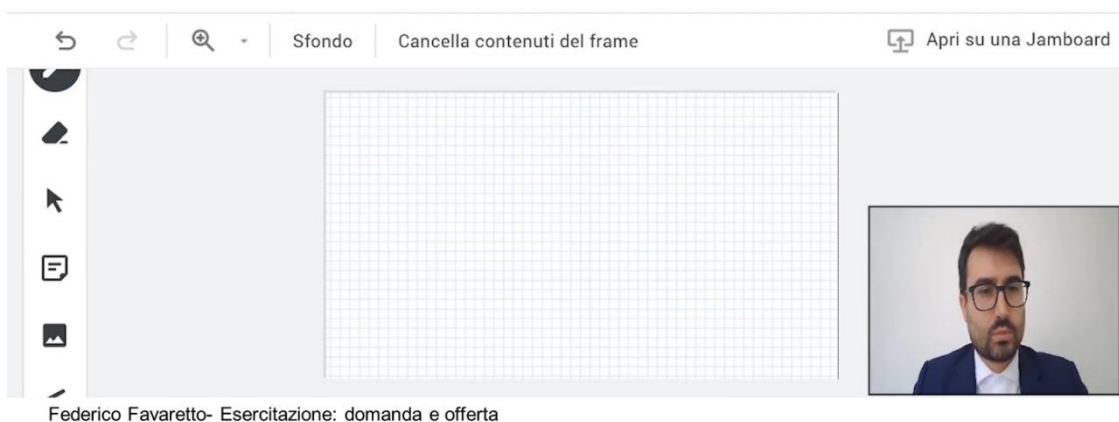 Sfondo Cancella contenuti del frame Apri su una Jamboard
Federico Favaretto- Esercitazione: domanda e offerta